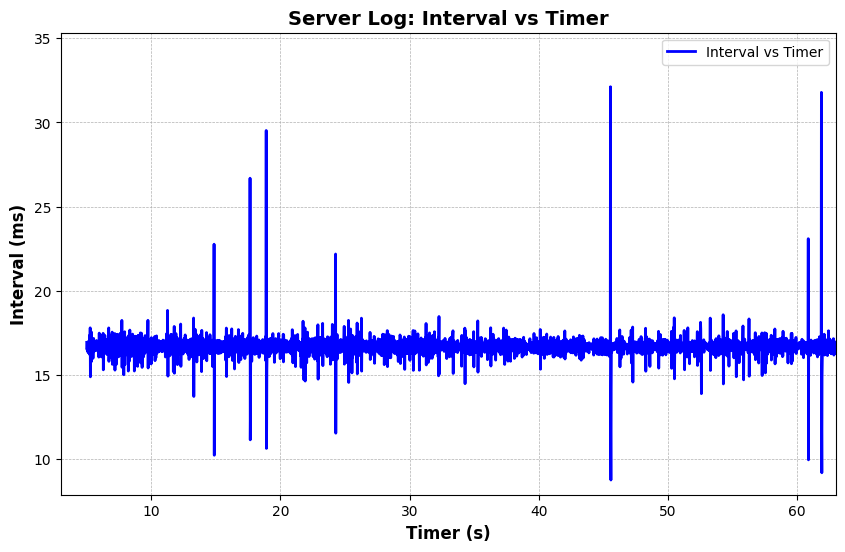 Server Log: Interval vs Timer
Interval vs Timer
Interval (ms)
35
30
25
20
15
10
10 20 30 40 50 60
Timer (s)